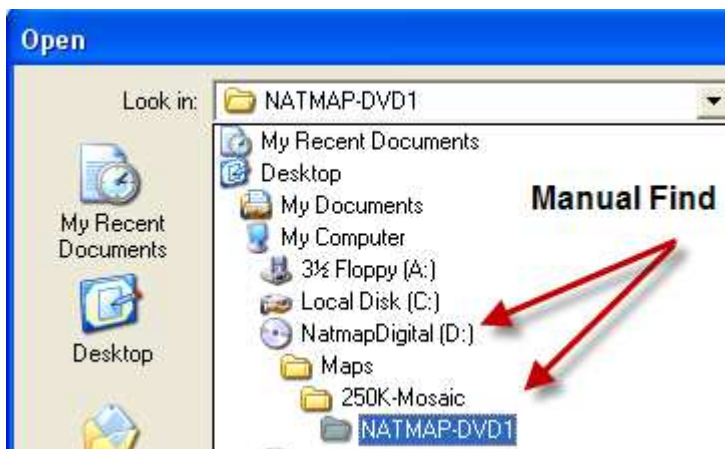 Open
Look in: NATMAP-DVD1
My Recent Documents
Desktop
My Documents
My Computer
3½ Floppy (A:)
Local Disk (C:)
NatmapDigital (D:)
Maps
250K-Mosaic
NATMAP-DVD1
My Recent
Documents
Desktop
Manual Find